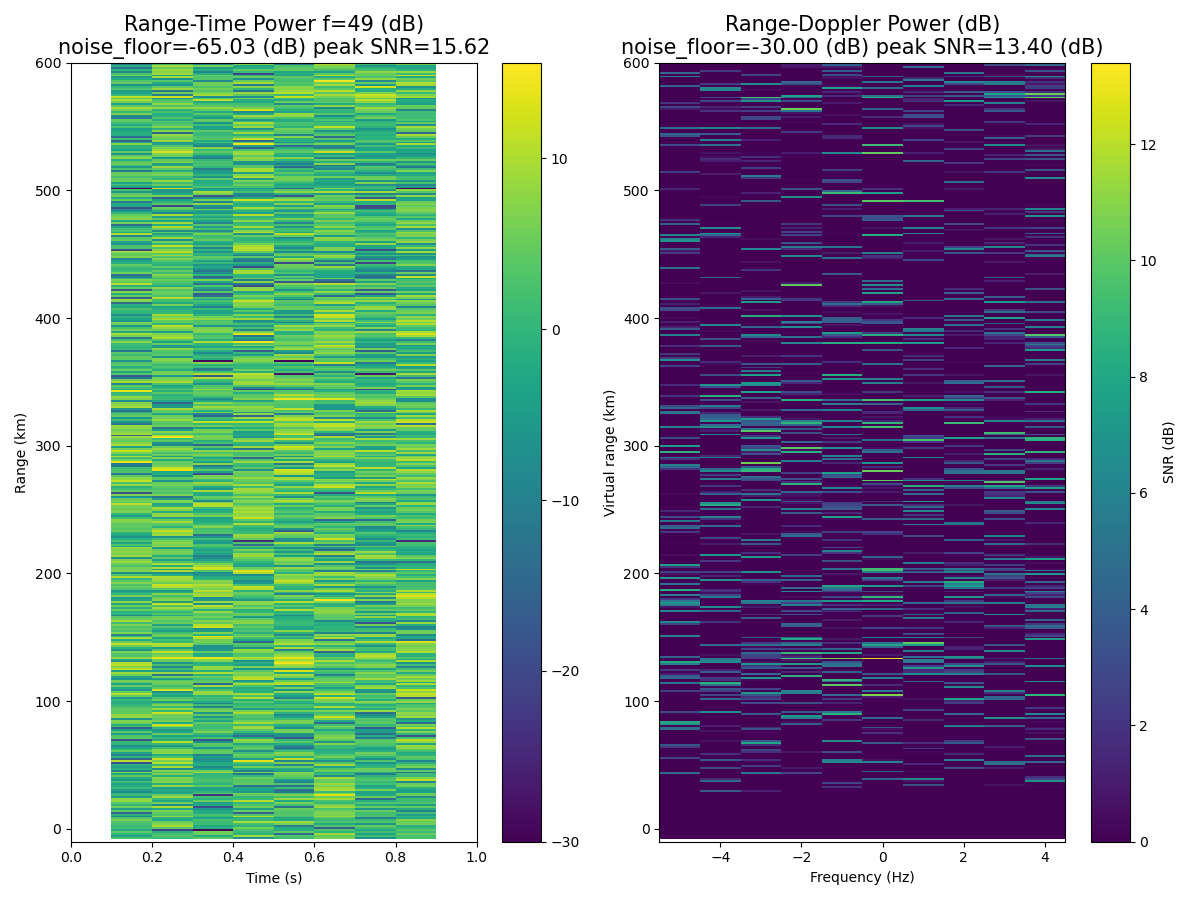 Range-Time Power f=49 (dB)
noise_floor=-65.03 (dB) peak SNR=15.62
Range-Doppler Power (dB)
noise_floor=-30.00 (dB) peak SNR=13.40 (dB)
Range (km)
600
500
400
300
200
100
0
0.0 0.2 0.4 0.6 0.8 1.0
Time (s)
10
0
−10
−20
−30
Virtual range (km)
600
500
400
300
200
100
0
−4 −2 0 2 4
Frequency (Hz)
12
10
8
6
4
2
0
SNR (dB)